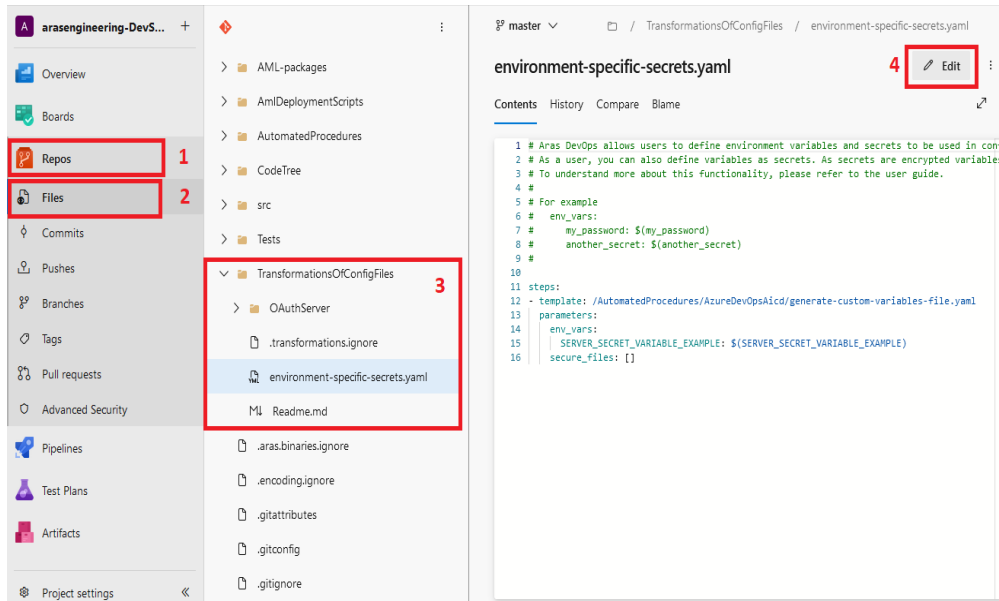 A arasengineering-DevS... +
Overview
Boards
Repos
1
Files
2
Commits
Pushes
Branches
Tags
Pull requests
Advanced Security
Pipelines
Test Plans
Artifacts
Project settings
AML-packages
AmlDeploymentScripts
AutomatedProcedures
CodeTree
src
Tests
TransformationsOfConfigFiles
3
OAuthServer
.transformations.ignore
YML environment-specific-secrets.yaml
M↓ Readme.md
.aras.binaries.ignore
.encoding.ignore
.gitattributes
.gitconfig
.gitignore
master / TransformationsOfConfigFiles / environment-specific-secrets.yaml
environment-specific-secrets.yaml
4
Edit
Contents History Compare Blame
1 # Aras DevOps allows users to define environment variables and secrets to be used in con
2 # As a user, you can also define variables as secrets. As secrets are encrypted variables
3 # To understand more about this functionality, please refer to the user guide.
4 #
5 # For example
6 #   env_vars:
7 #      my_password: $(my_password)
8 #      another_secret: $(another_secret)
9 #
10
11 steps:
12 - template: /AutomatedProcedures/AzureDevOpsAicd/generate-custom-variables-file.yaml
13   parameters:
14     env_vars:
15       SERVER_SECRET_VARIABLE_EXAMPLE: $(SERVER_SECRET_VARIABLE_EXAMPLE)
16     secure_files: []